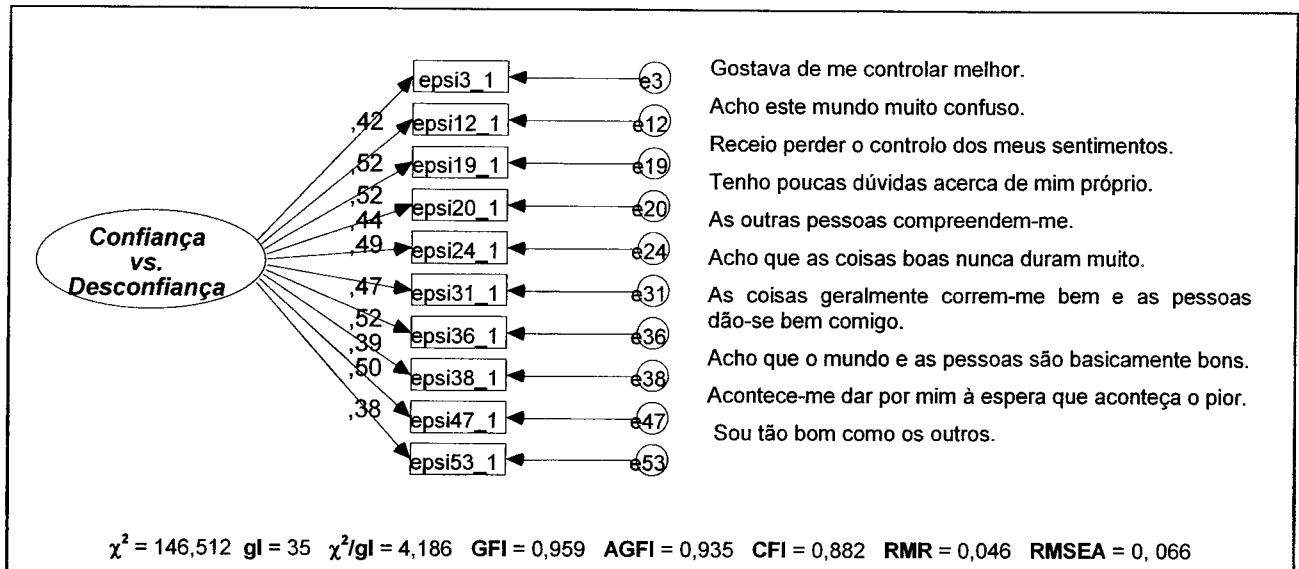 epsi3_1 e3 Gostava de me controlar melhor.
,42 epsi12_1 e12 Acho este mundo muito confuso.
,52 epsi19_1 e19 Receio perder o controlo dos meus sentimentos.
,52 epsi20_1 e20 Tenho poucas dúvidas acerca de mim próprio.
,44
Confiança
vs.
Desconfiança
,49 epsi24_1 e24 As outras pessoas compreendem-me.
,47 epsi31_1 e31 Acho que as coisas boas nunca duram muito.
,52 epsi36_1 e36 As coisas geralmente correm-me bem e as pessoas
dão-se bem comigo.
,39
,50 epsi38_1 e38 Acho que o mundo e as pessoas são basicamente bons.
,38 epsi47_1 e47 Acontece-me dar por mim à espera que aconteça o pior.
epsi53_1 e53 Sou tão bom como os outros.
χ² = 146,512 gl = 35 χ²/gl = 4,186 GFI = 0,959 AGFI = 0,935 CFI = 0,882 RMR = 0,046 RMSEA = 0, 066